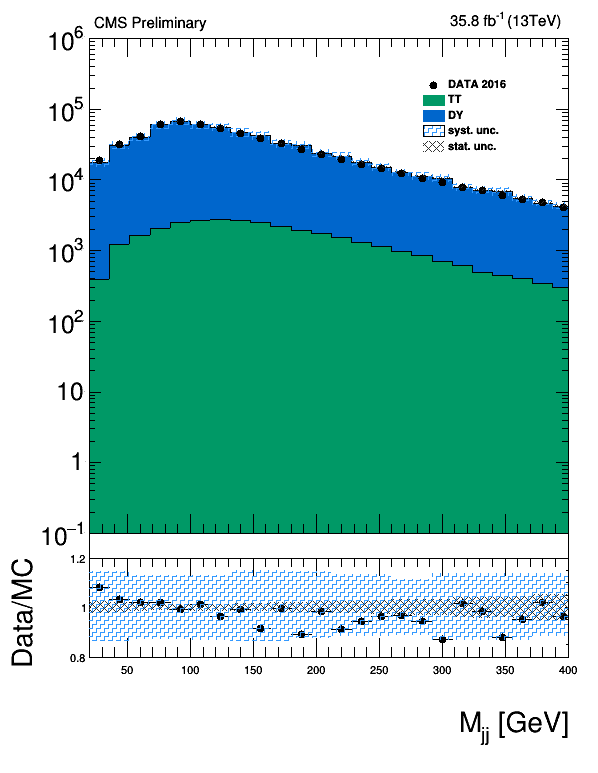 CMS Preliminary 35.8 fb⁻¹ (13TeV)
10⁶
10⁵
10⁴
10³
10²
10
1
10⁻¹
DATA 2016
TT
DY
syst. unc.
stat. unc.
Data/MC
1.2
1
0.8
50 100 150 200 250 300 350 400
M_jj [GeV]